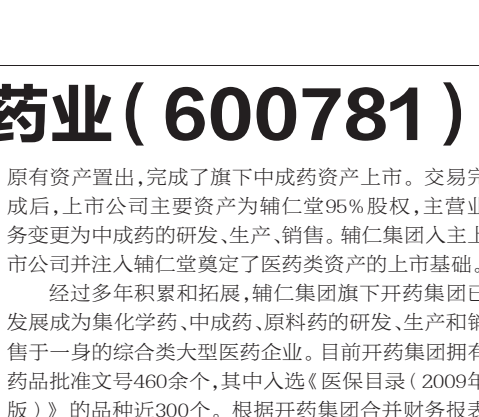 药业（600781）
原有资产置出，完成了旗下中成药资产上市。交易完
成后，上市公司主要资产为辅仁堂95%股权，主营业
务变更为中成药的研发、生产、销售。辅仁集团入主上
市公司并注入辅仁堂奠定了医药类资产的上市基础。
经过多年积累和拓展，辅仁集团旗下开药集团已
发展成为集化学药、中成药、原料药的研发、生产和销
售于一身的综合类大型医药企业。目前开药集团拥有
药品批准文号460余个，其中入选《医保目录（2009年
版）》的品种近300个。根据开药集团合并财务报表